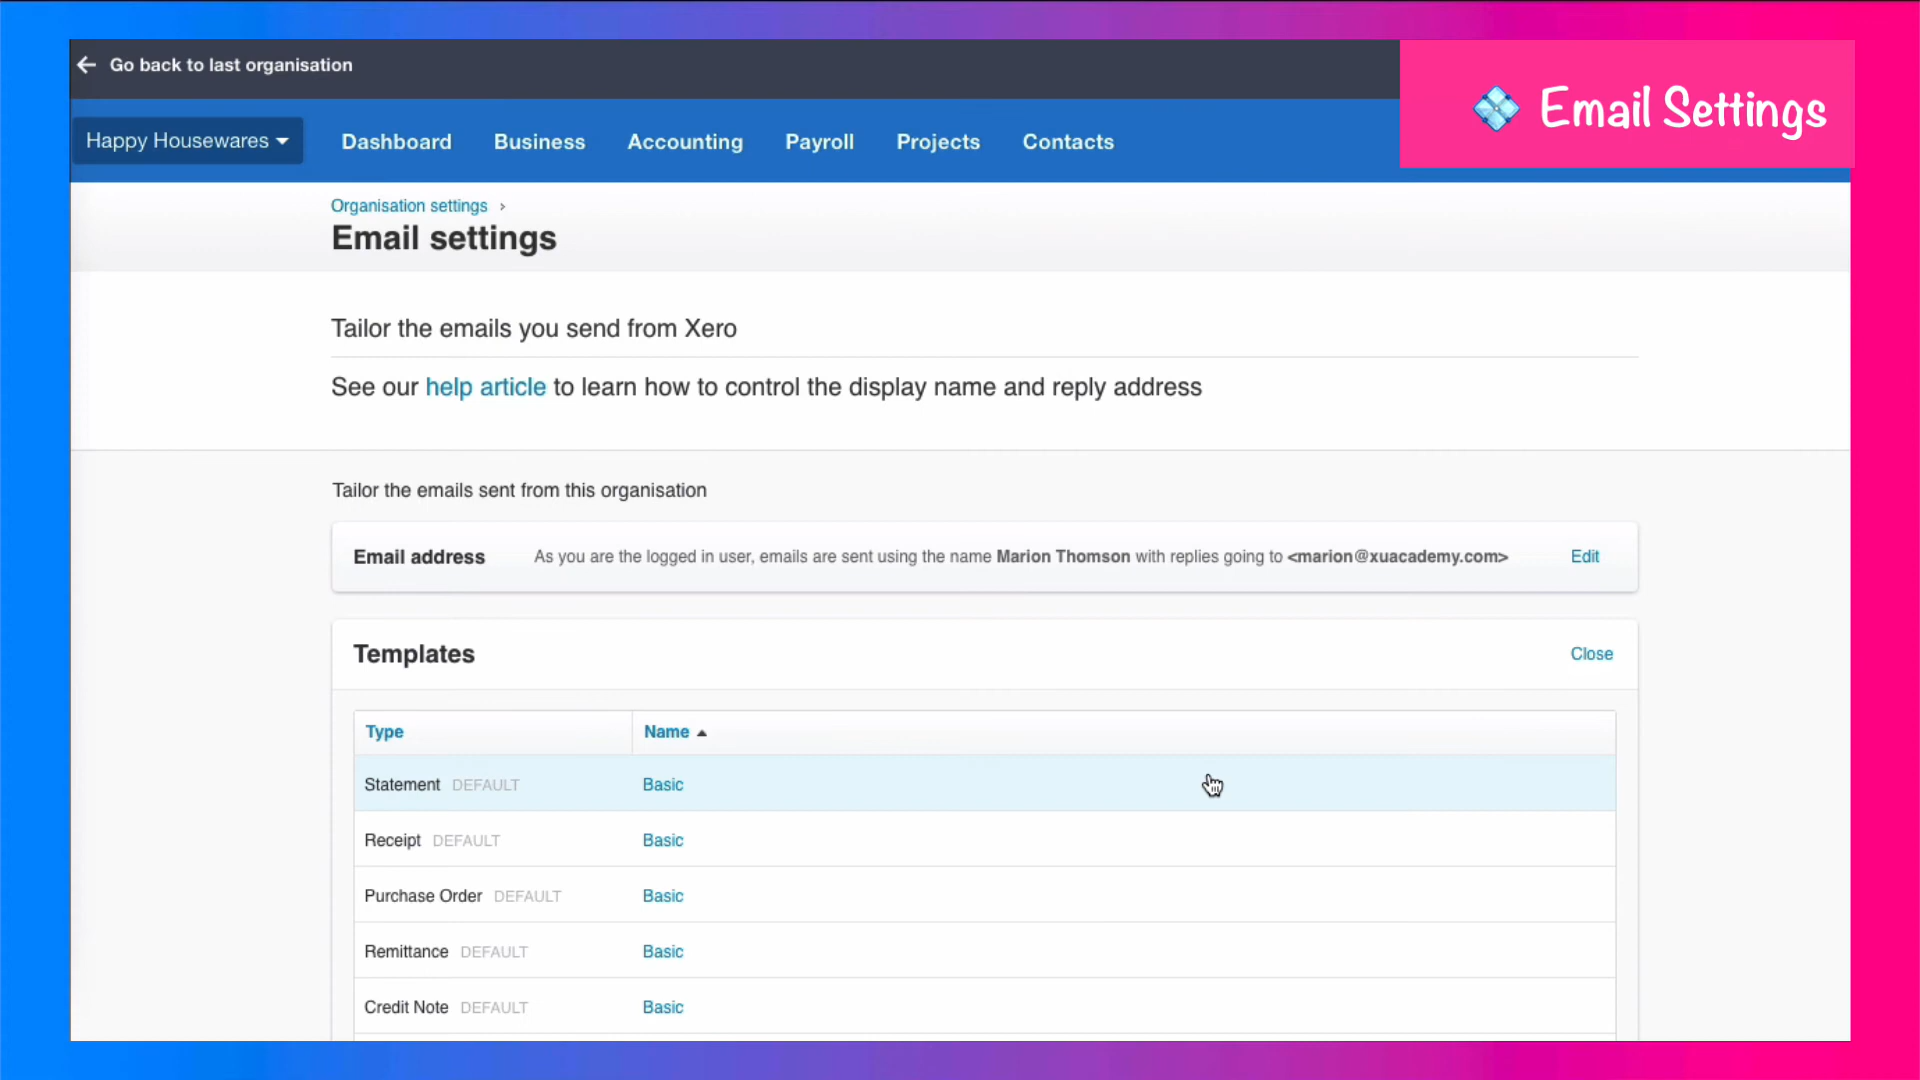 Go back to last organisation
Email Settings
Happy Housewares Dashboard Business Accounting Payroll Projects Contacts
Organisation settings ›
Email settings
Tailor the emails you send from Xero
See our help article to learn how to control the display name and reply address
Tailor the emails sent from this organisation
Email address As you are the logged in user, emails are sent using the name Marion Thomson with replies going to <marion@xuacademy.com> Edit
Templates Close
Type Name
Statement DEFAULT Basic
Receipt DEFAULT Basic
Purchase Order DEFAULT Basic
Remittance DEFAULT Basic
Credit Note DEFAULT Basic